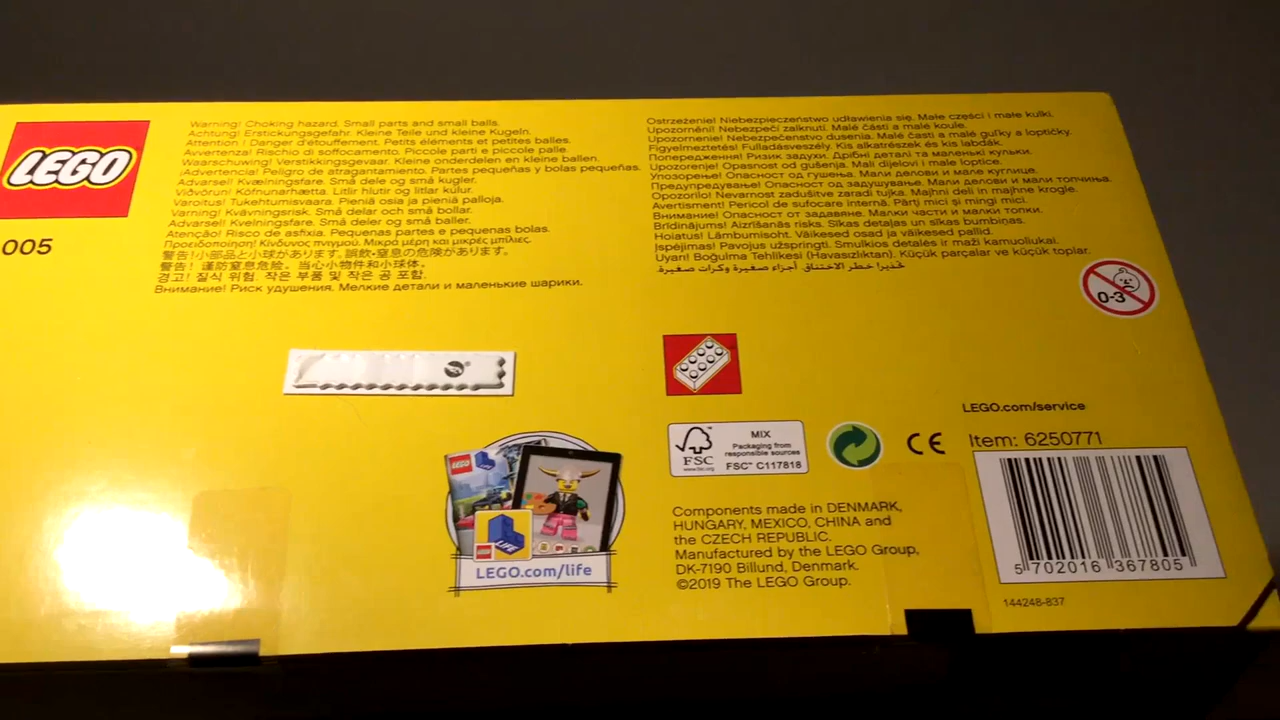 LEGO
005
Warning! Choking hazard. Small parts and small balls.
Achtung! Erstickungsgefahr. Kleine Teile und kleine Kugeln.
Attention ! Danger d'étouffement. Petits éléments et petites balles.
Avvertenza! Rischio di soffocamento. Piccole parti e piccole palle.
Waarschuwing! Verstikkingsgevaar. Kleine onderdelen en kleine ballen.
¡Advertencia! Peligro de atragantamiento. Partes pequeñas y bolas pequeñas.
Advarsel! Kvælningsfare. Små dele og små kugler.
Viðvörun! Köfnunarhætta. Litlir hlutir og litlar kúlur.
Varoitus! Tukehtumisvaara. Pieniä osia ja pieniä palloja.
Varning! Kvävningsrisk. Små delar och små bollar.
Advarsel! Kvelningsfare. Små deler og små baller.
Atenção! Risco de asfixia. Pequenas partes e pequenas bolas.
Προειδοποίηση! Κίνδυνος πνιγμού. Μικρά μέρη και μικρές μπίλιες.
警告!小部品と小球があります。誤飲・窒息の危険があります。
警告! 谨防窒息危险。当心小物件和小球体。
경고! 질식 위험. 작은 부품 및 작은 공 포함.
Внимание! Риск удушения. Мелкие детали и маленькие шарики.
Ostrzeżenie! Niebezpieczeństwo udławienia się. Małe części i małe kulki.
Upozornění! Nebezpečí zalknutí. Malé části a malé koule.
Upozornenie! Nebezpečenstvo dusenia. Malé časti a malé guľky a loptičky.
Figyelmeztetés! Fulladásveszély. Kis alkatrészek és kis labdák.
Попередження! Ризик задухи. Дрібні деталі та маленькі кульки.
Upozorenje! Opasnost od gušenja. Mali dijelovi i male loptice.
Упозорење! Опасност од гушења. Мали делови и мале куглице.
Предупредување! Опасност од задушување. Мали делови и мали топчиња.
Opozorilo! Nevarnost zadušitve zaradi tujka. Majhni deli in majhne krogle.
Avertisment! Pericol de sufocare internă. Părți mici și mingi mici.
Внимание! Опасност от задавяне. Малки части и малки топки.
Brīdinājums! Aizrīšanās risks. Sīkas detaļas un sīkas bumbiņas.
Hoiatus! Lämbumisoht. Väikesed osad ja väikesed pallid.
Įspėjimas! Pavojus užspringti. Smulkios detalės ir maži kamuoliukai.
Uyarı! Boğulma Tehlikesi (Havasızlıktan). Küçük parçalar ve küçük toplar.
تحذير! خطر الاختناق. أجزاء صغيرة وكرات صغيرة.
0-3
LEGO
LIFE
LEGO.com/life
FSC
www.fsc.org
MIX
Packaging from
responsible sources
FSC™ C117818
CE
Components made in DENMARK,
HUNGARY, MEXICO, CHINA and
the CZECH REPUBLIC.
Manufactured by the LEGO Group,
DK-7190 Billund, Denmark.
©2019 The LEGO Group.
LEGO.com/service
Item: 6250771
5 702016 367805
144248-837